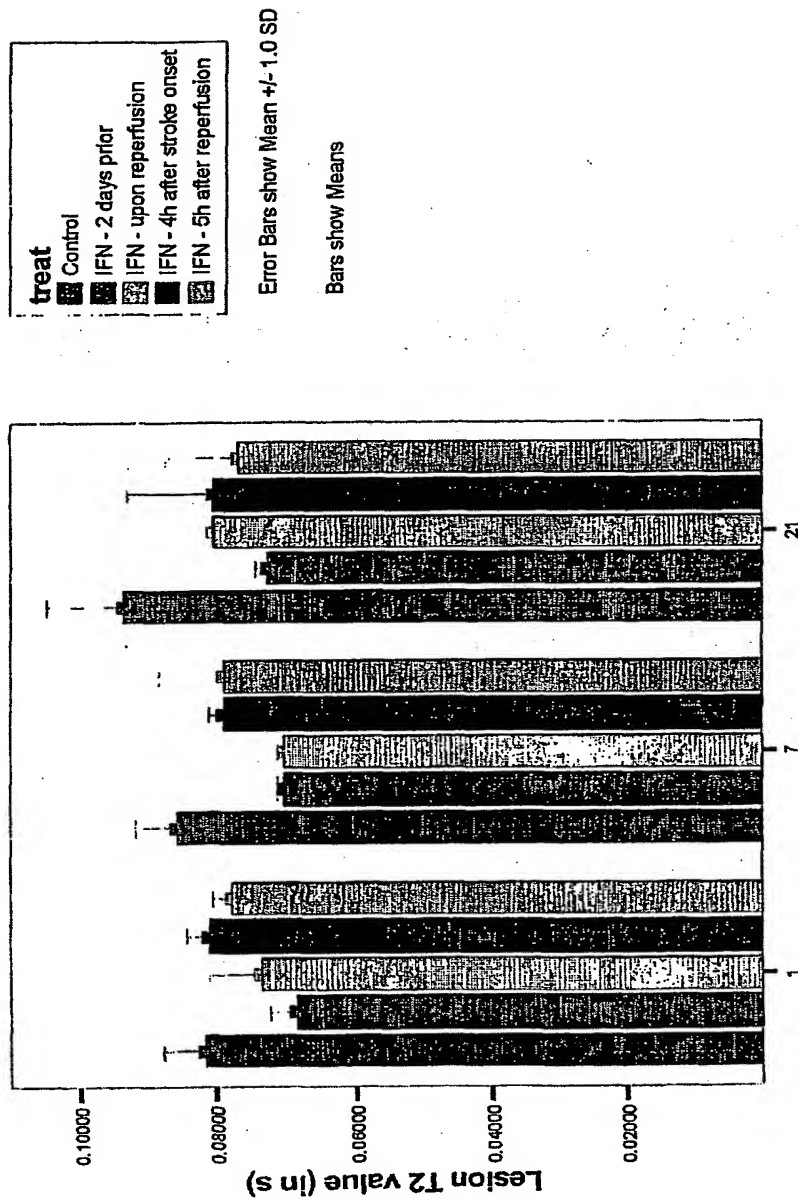 treat
Control
IFN - 2 days prior
IFN - upon reperfusion
IFN - 4h after stroke onset
IFN - 5h after reperfusion
Error Bars show Mean +/- 1.0 SD
Bars show Means
Lesion T2 value (in s)
0.10000
0.08000
0.06000
0.04000
0.02000
1
7
21